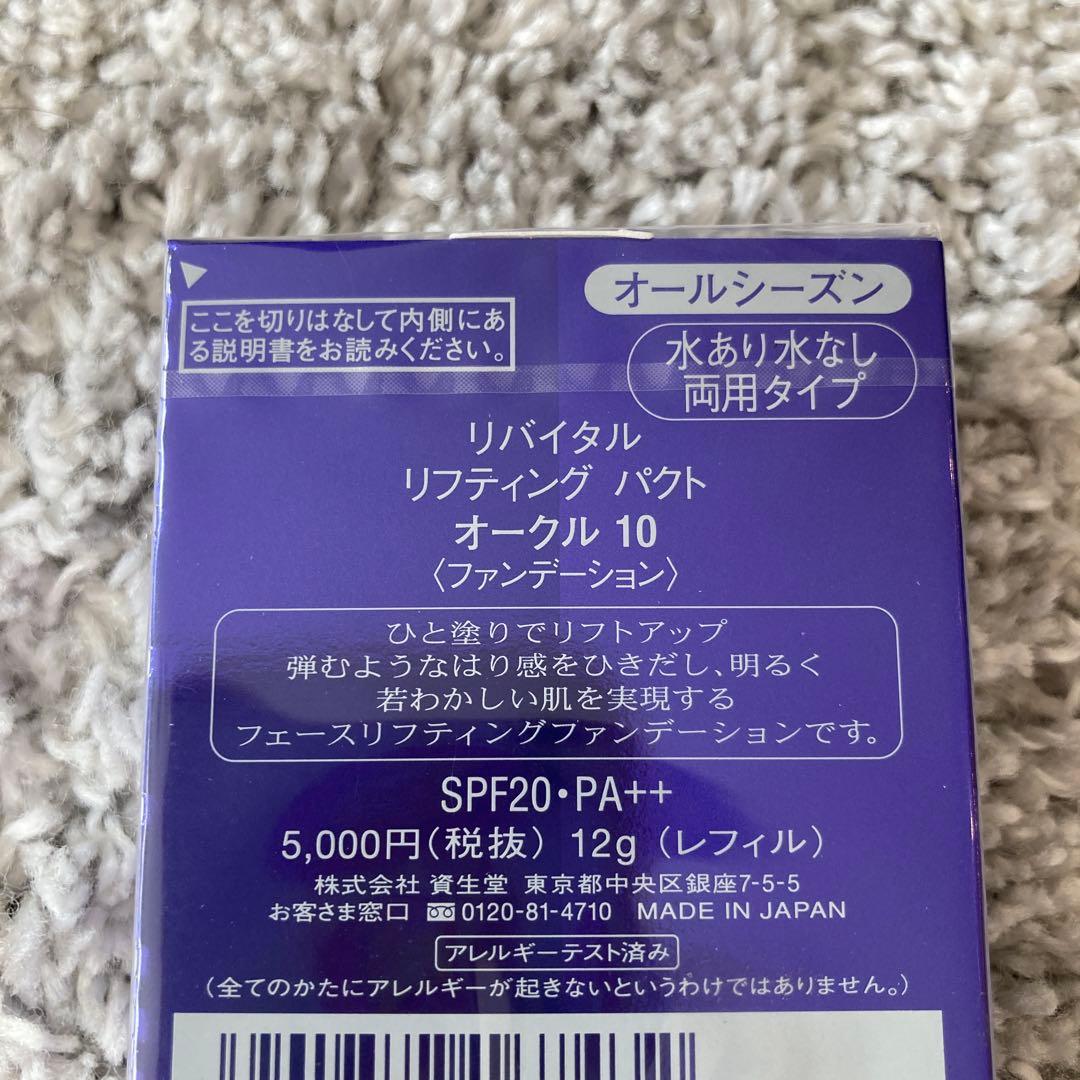 ここを切りはなして内側にあ
る説明書をお読みください。
オールシーズン
水あり水なし
両用タイプ
リバイタル
リフティング パクト
オークル 10
〈ファンデーション〉
ひと塗りでリフトアップ
弾むようなはり感をひきだし、明るく
若わかしい肌を実現する
フェースリフティングファンデーションです。
SPF20・PA++
5,000円(税抜) 12g (レフィル)
株式会社 資生堂 東京都中央区銀座7-5-5
お客さま窓口 0120-81-4710 MADE IN JAPAN
アレルギーテスト済み
(全てのかたにアレルギーが起きないというわけではありません。)